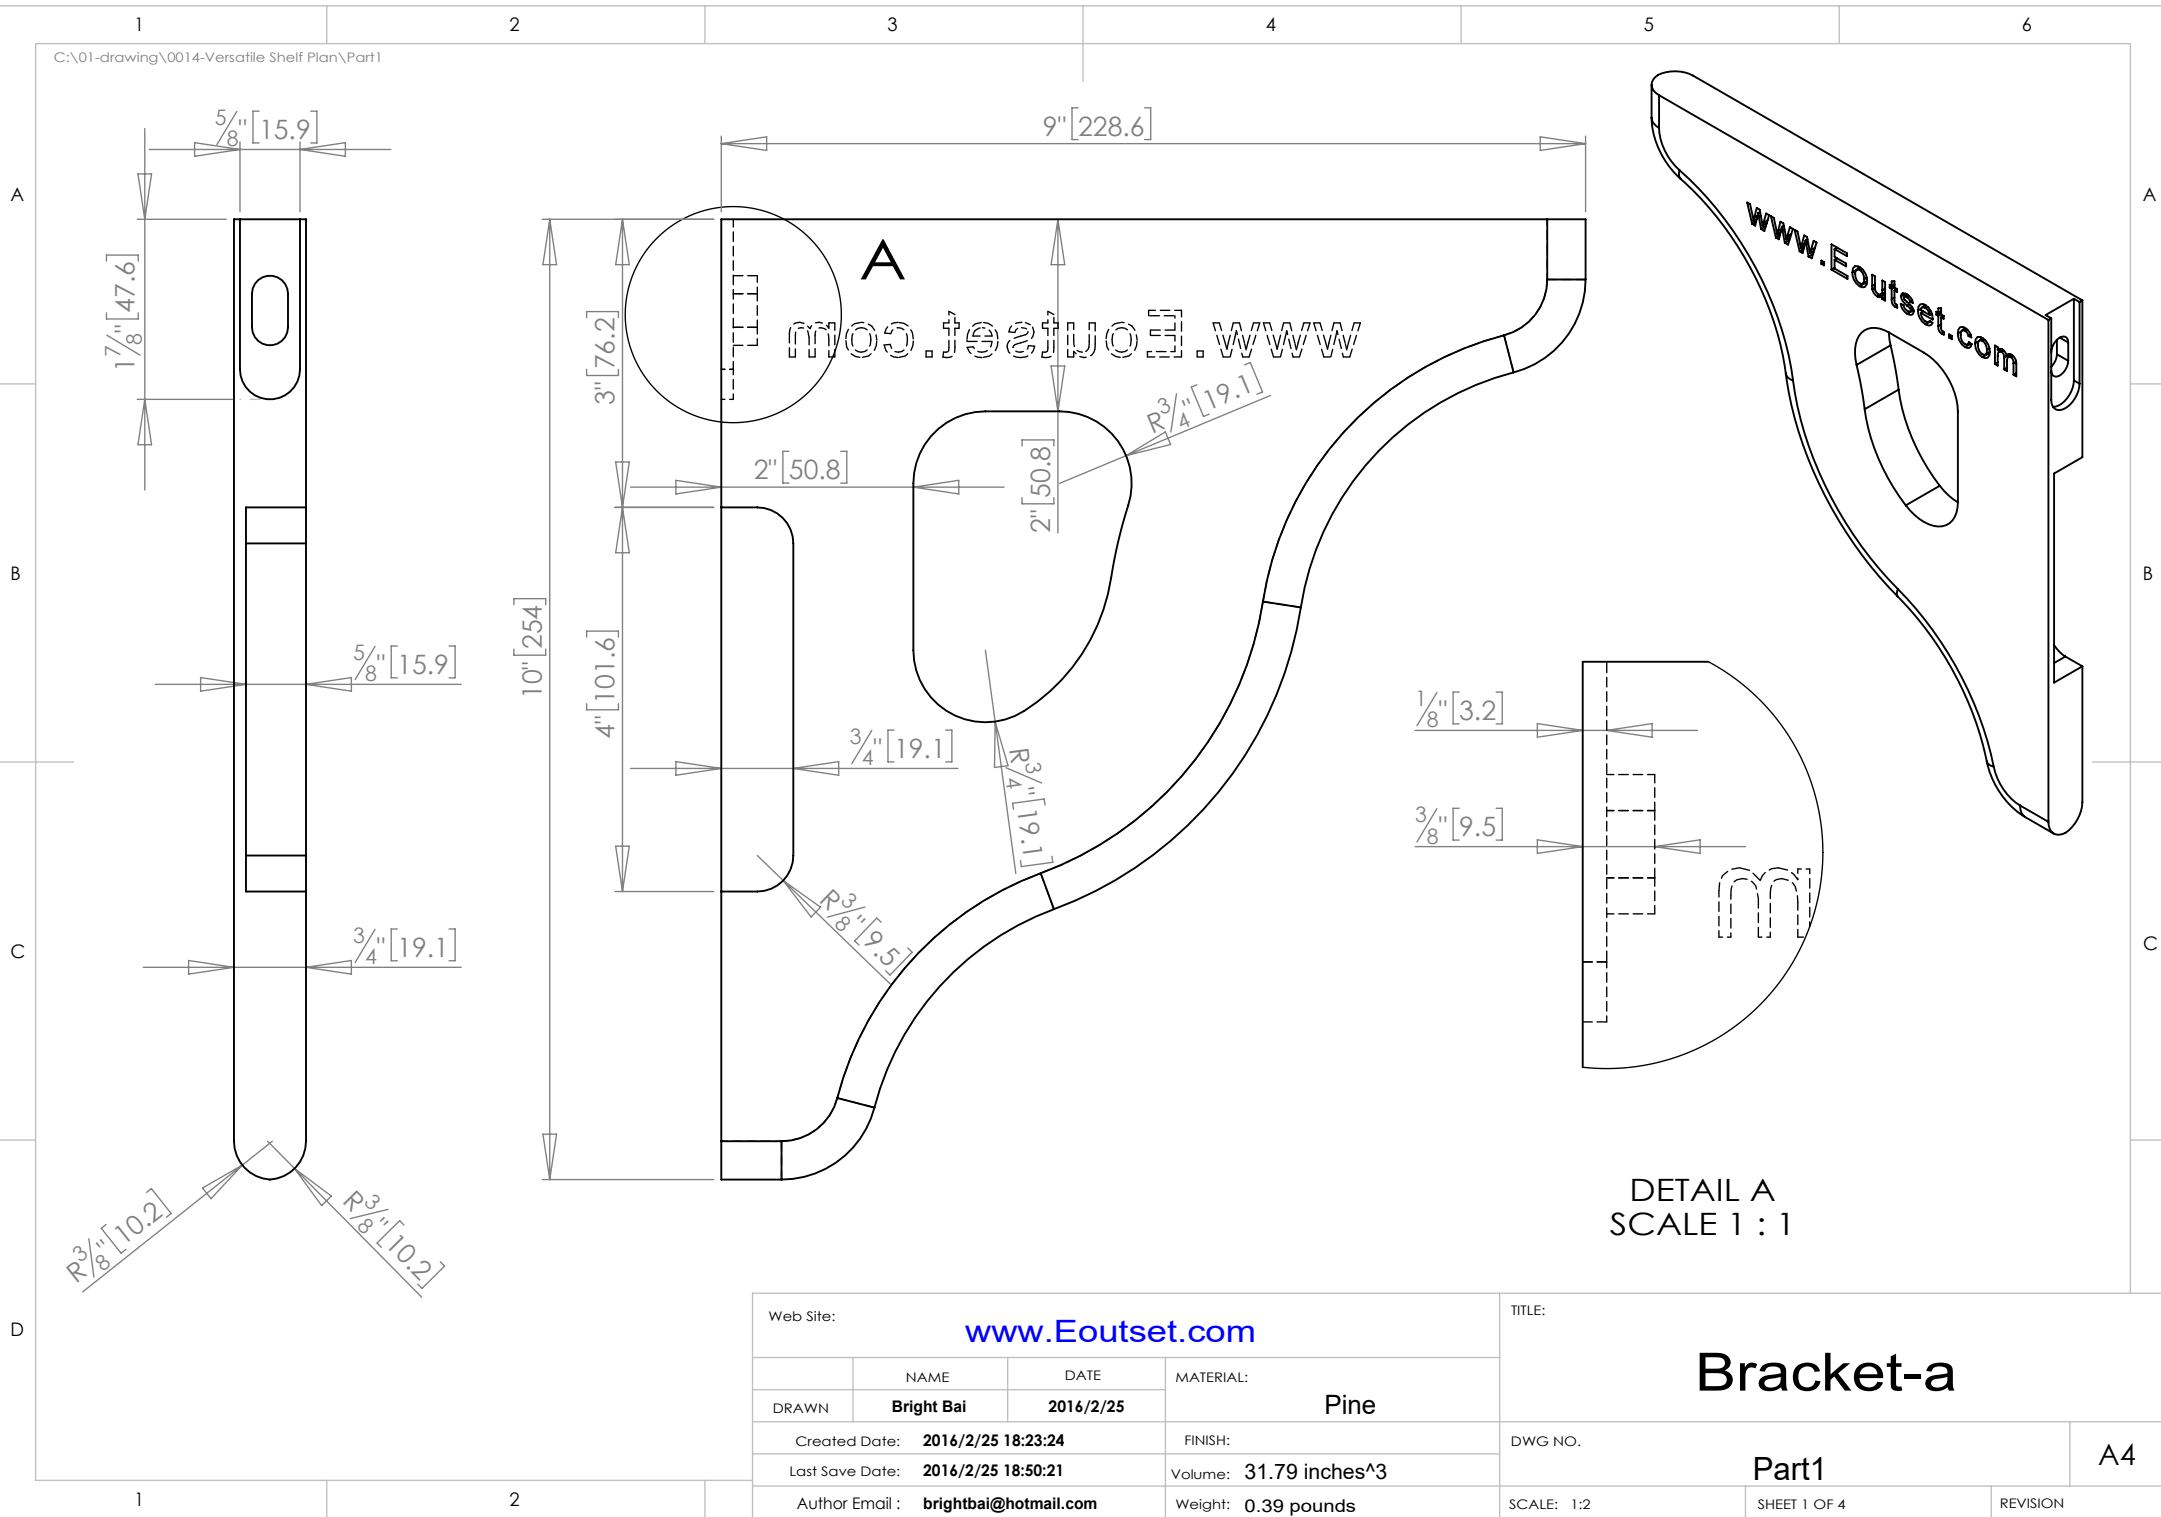 1 2 3 4 5 6
C:\01-drawing\0014-Versatile Shelf Plan\Part1
A
A
B
B
C
C
D
5/8"[15.9]
1 7/8"[47.6]
5/8"[15.9]
3/4"[19.1]
R3/8"[10.2]
R3/8"[10.2]
9"[228.6]
10"[254]
3"[76.2]
4"[101.6]
A
www.Eoutset.com
2"[50.8]
2"[50.8]
R3/4"[19.1]
3/4"[19.1]
R3/4"[19.1]
R3/8"[9.5]
www.Eoutset.com
1/8"[3.2]
3/8"[9.5]
m
DETAIL A
SCALE 1 : 1
Web Site:
www.Eoutset.com
NAME DATE
DRAWN Bright Bai 2016/2/25
MATERIAL:
Pine
Created Date: 2016/2/25 18:23:24
FINISH:
Last Save Date: 2016/2/25 18:50:21
Volume: 31.79 inches^3
Author Email : brightbai@hotmail.com
Weight: 0.39 pounds
TITLE:
Bracket-a
DWG NO.
Part1
A4
SCALE: 1:2
SHEET 1 OF 4
REVISION
1 2